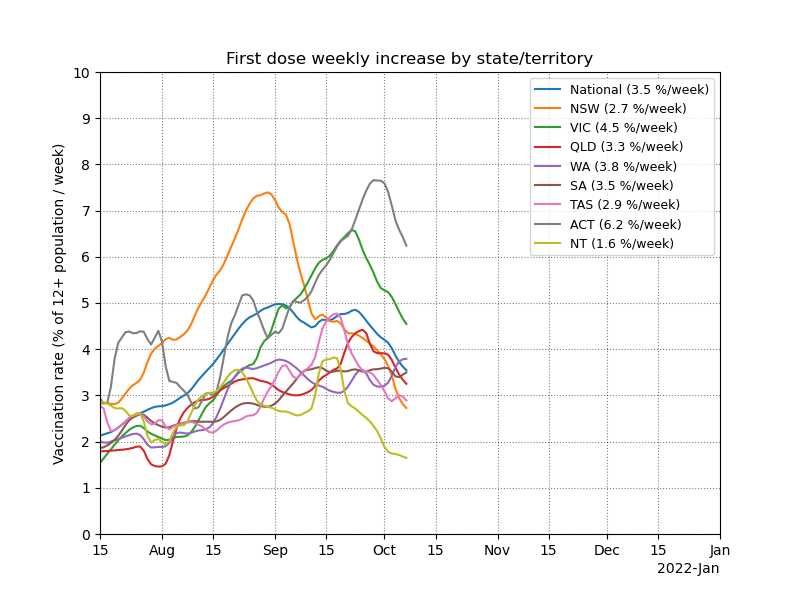 First dose weekly increase by state/territory
Vaccination rate (% of 12+ population / week)
10
9
8
7
6
5
4
3
2
1
0
National (3.5 %/week)
NSW (2.7 %/week)
VIC (4.5 %/week)
QLD (3.3 %/week)
WA (3.8 %/week)
SA (3.5 %/week)
TAS (2.9 %/week)
ACT (6.2 %/week)
NT (1.6 %/week)
15 Aug 15 Sep 15 Oct 15 Nov 15 Dec 15 Jan
2022-Jan